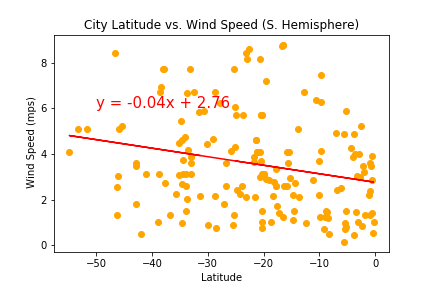 City Latitude vs. Wind Speed (S. Hemisphere)
8
6
4
2
0
Wind Speed (mps)
y = -0.04x + 2.76
−50
−40
−30
−20
−10
0
Latitude